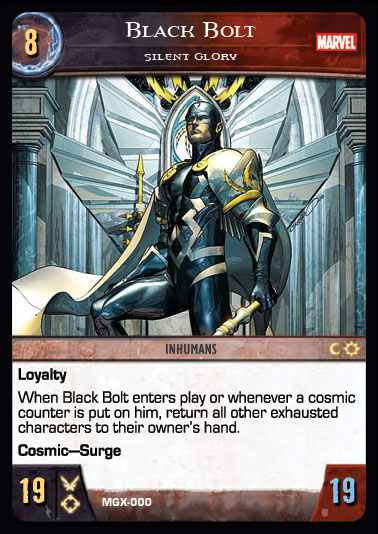 8
BLACK BOLT
SILENT GLORY
MARVEL
INHUMANS
Loyalty
When Black Bolt enters play or whenever a cosmic
counter is put on him, return all other exhausted
characters to their owner's hand.
Cosmic—Surge
19
MGX-000
19